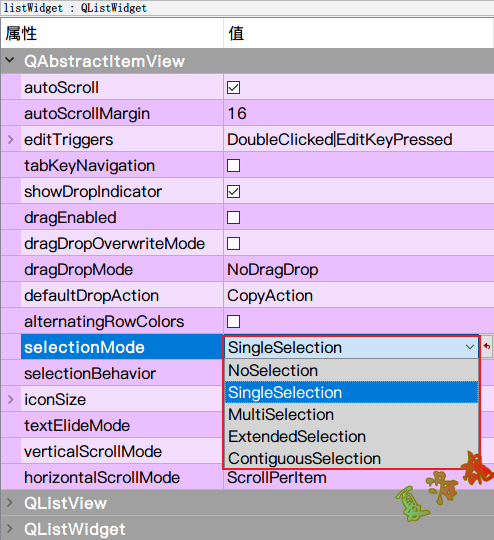 listWidget : QListWidget
属性 值
QAbstractItemView
autoScroll
autoScrollMargin 16
editTriggers DoubleClicked|EditKeyPressed
tabKeyNavigation
showDropIndicator
dragEnabled
dragDropOverwriteMode
dragDropMode NoDragDrop
defaultDropAction CopyAction
alternatingRowColors
selectionMode SingleSelection
selectionBehavior NoSelection
iconSize SingleSelection
textElideMode MultiSelection
verticalScrollMode ExtendedSelection
ContiguousSelection
horizontalScrollMode ScrollPerItem
QListView
QListWidget